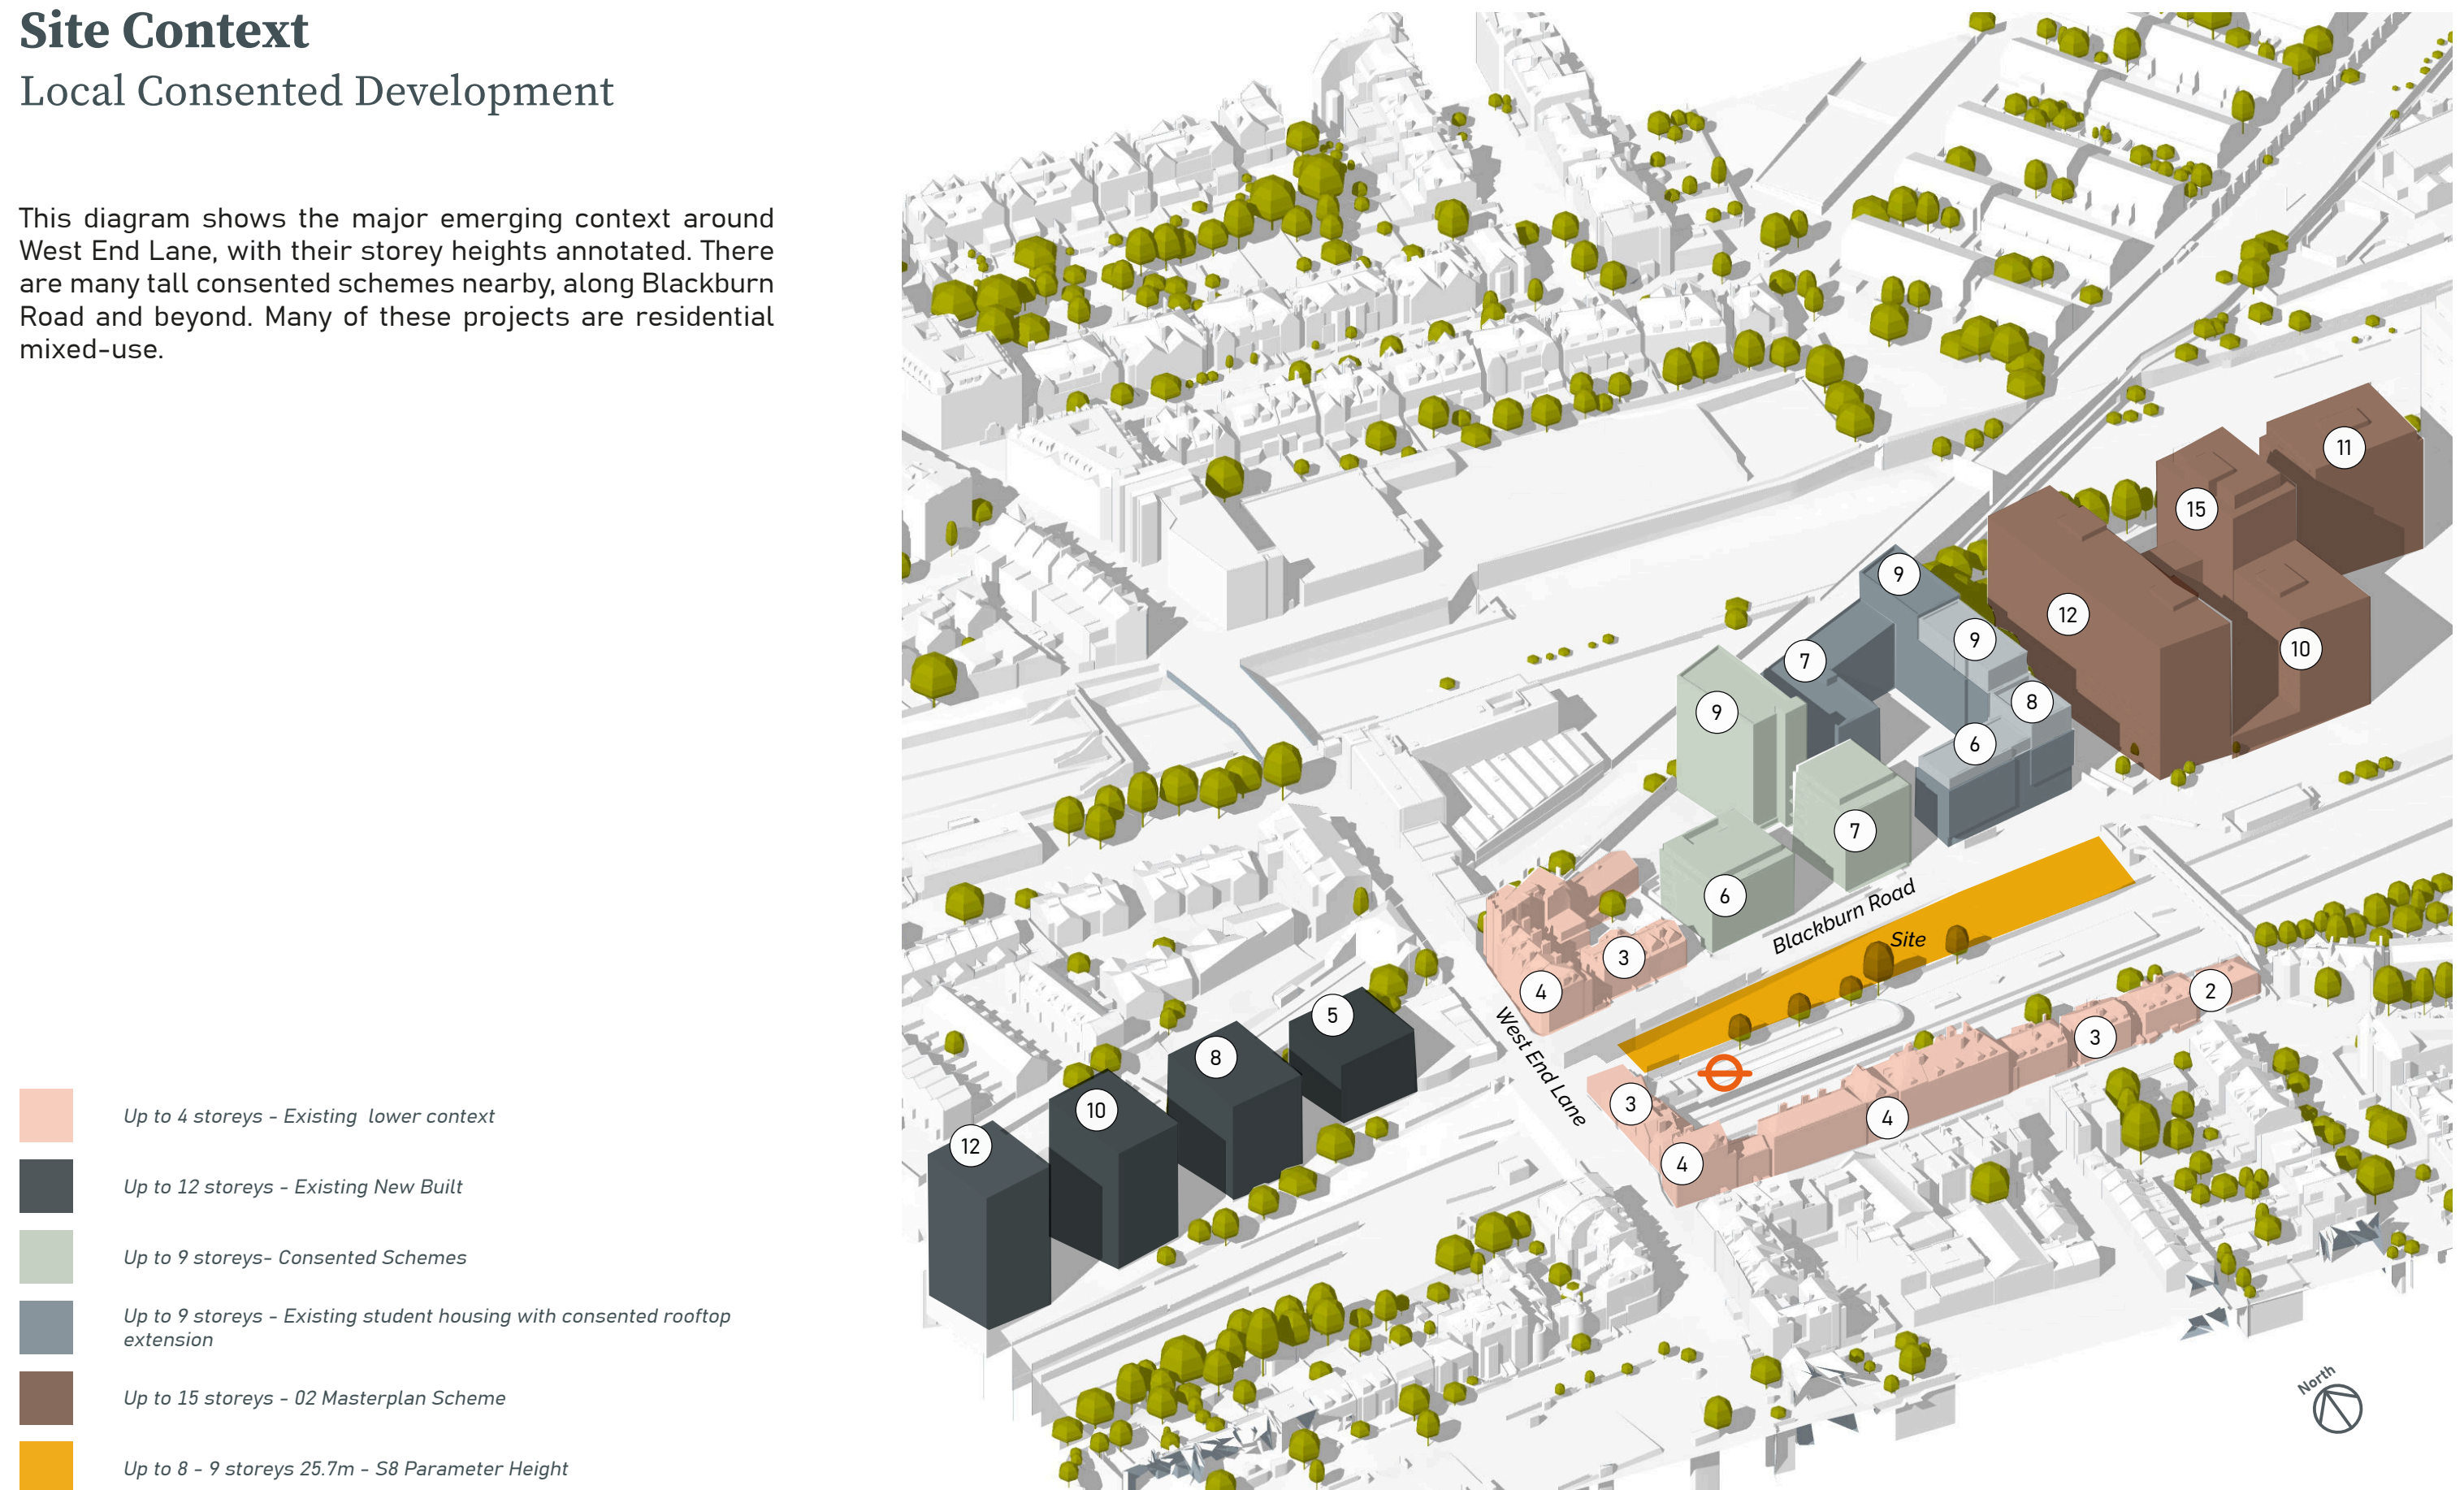 Site Context
Local Consented Development
This diagram shows the major emerging context around
West End Lane, with their storey heights annotated. There
are many tall consented schemes nearby, along Blackburn
Road and beyond. Many of these projects are residential
mixed-use.
Up to 4 storeys - Existing  lower context
Up to 12 storeys - Existing New Built
Up to 9 storeys- Consented Schemes
Up to 9 storeys - Existing student housing with consented rooftop
extension
Up to 15 storeys - 02 Masterplan Scheme
Up to 8 - 9 storeys 25.7m - S8 Parameter Height
11
15
9
12
9
10
7
8
9
6
7
6
Blackburn Road
Site
3
4
2
5
West End Lane
3
8
3
10
4
12
4
North